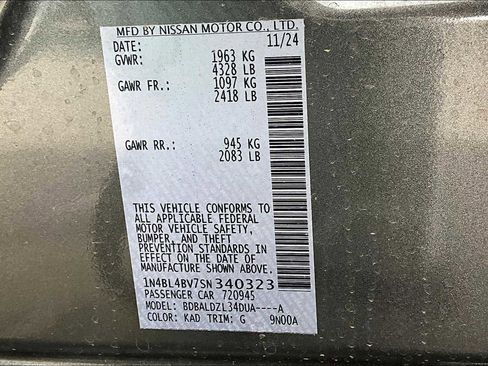 MFD BY NISSAN MOTOR CO., LTD.
DATE: 11/24
GVWR: 1963 KG
4328 LB
GAWR FR.: 1097 KG
2418 LB
GAWR RR.: 945 KG
2083 LB
THIS VEHICLE CONFORMS TO
ALL APPLICABLE FEDERAL
MOTOR VEHICLE SAFETY,
BUMPER, AND THEFT
PREVENTION STANDARDS IN
EFFECT ON THE DATE OF
MANUFACTURE SHOWN ABOVE.
1N4BL4BV7SN340323
PASSENGER CAR 720945
MODEL: BDBALDZL34DUA----A
COLOR: KAD TRIM: G 9N00A